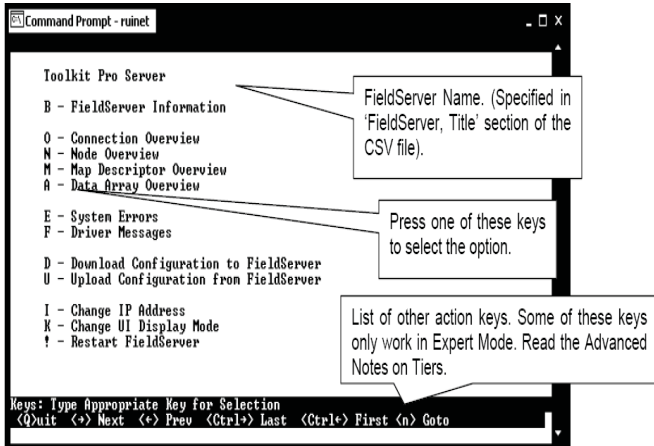 Command Prompt - ruinet
Toolkit Pro Server
B - FieldServer Information
O - Connection Overview
N - Node Overview
M - Map Descriptor Overview
A - Data Array Overview
E - System Errors
F - Driver Messages
D - Download Configuration to FieldServer
U - Upload Configuration from FieldServer
I - Change IP Address
K - Change UI Display Mode
! - Restart FieldServer
Keys: Type Appropriate Key for Selection
<Q>uit <→> Next <←> Prev <Ctrl→> Last <Ctrl←> First <n> Goto
FieldServer Name. (Specified in
‘FieldServer, Title’ section of the
CSV file).
Press one of these keys
to select the option.
List of other action keys. Some of these keys
only work in Expert Mode. Read the Advanced
Notes on Tiers.